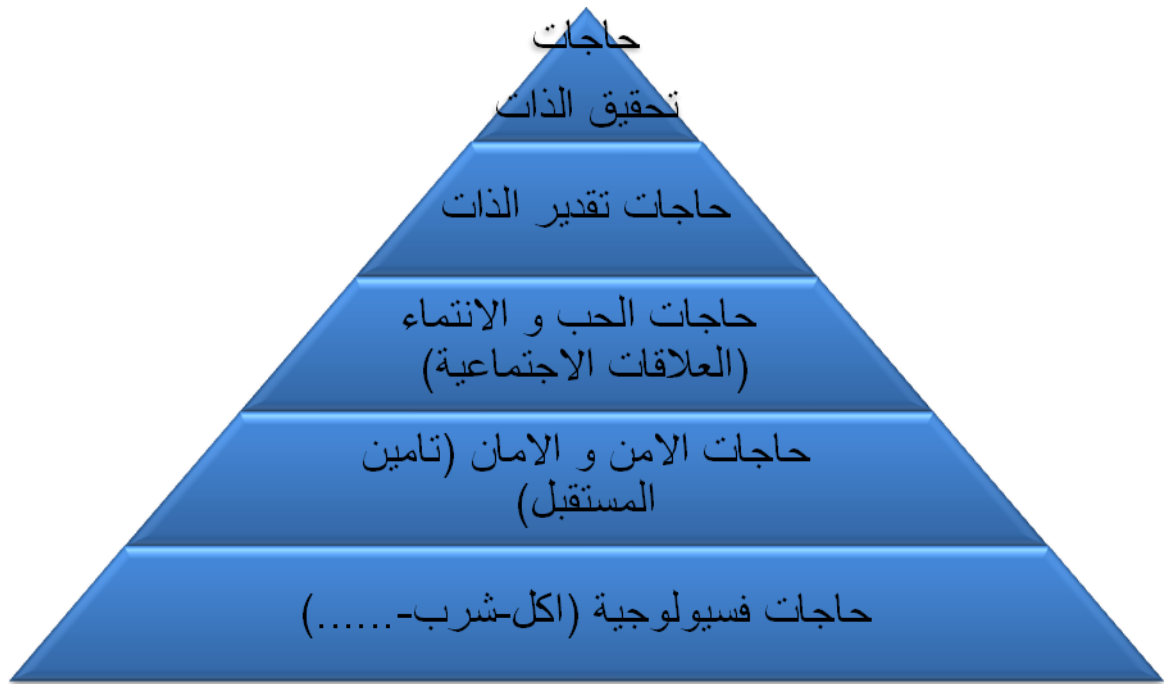 حاجات
تحقيق الذات
حاجات تقدير الذات
حاجات الحب و الانتماء
(العلاقات الاجتماعية)
حاجات الامن و الامان (تامين
المستقبل)
حاجات فسيولوجية (اكل-شرب-......)